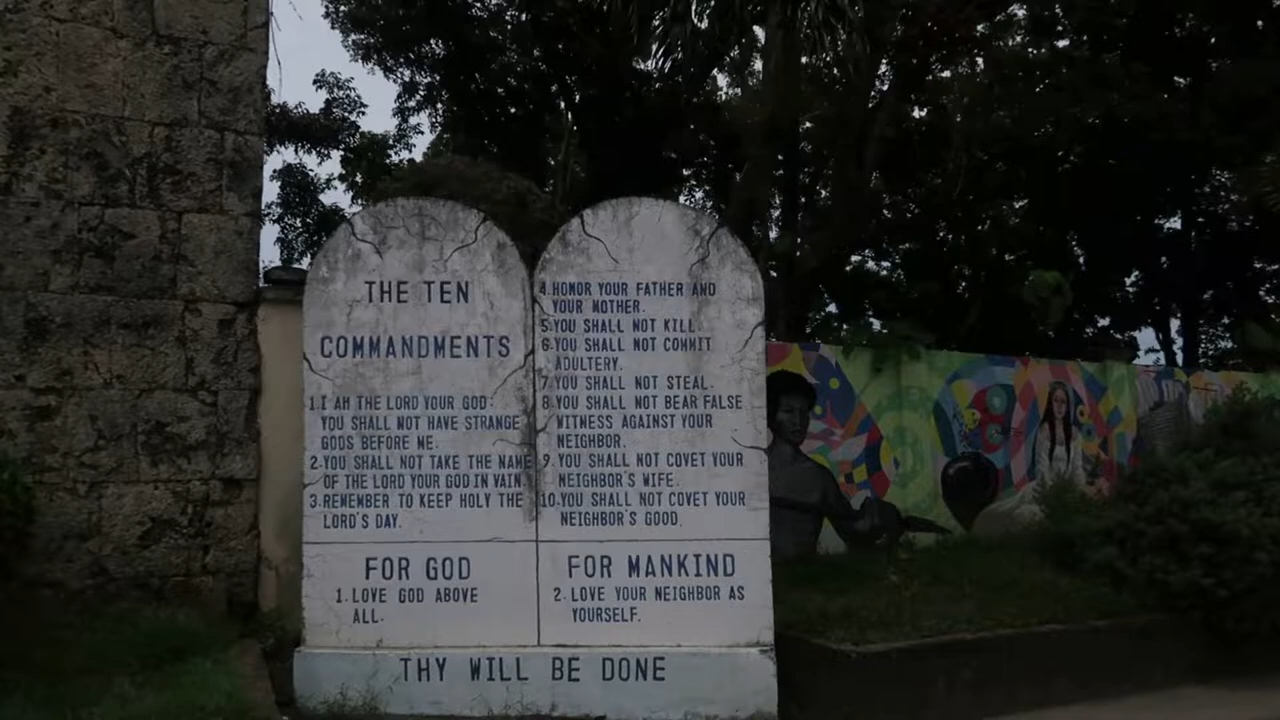 THE TEN
COMMANDMENTS
1.I AM THE LORD YOUR GOD:
YOU SHALL NOT HAVE STRANGE
GODS BEFORE ME.
2.YOU SHALL NOT TAKE THE NAME
OF THE LORD YOUR GOD IN VAIN.
3.REMEMBER TO KEEP HOLY THE
LORD'S DAY.
FOR GOD
1.LOVE GOD ABOVE
ALL.
4.HONOR YOUR FATHER AND
YOUR MOTHER.
5.YOU SHALL NOT KILL.
6.YOU SHALL NOT COMMIT
ADULTERY.
7.YOU SHALL NOT STEAL.
8.YOU SHALL NOT BEAR FALSE
WITNESS AGAINST YOUR
NEIGHBOR.
9.YOU SHALL NOT COVET YOUR
NEIGHBOR'S WIFE.
10.YOU SHALL NOT COVET YOUR
NEIGHBOR'S GOOD.
FOR MANKIND
2.LOVE YOUR NEIGHBOR AS
YOURSELF.
THY WILL BE DONE